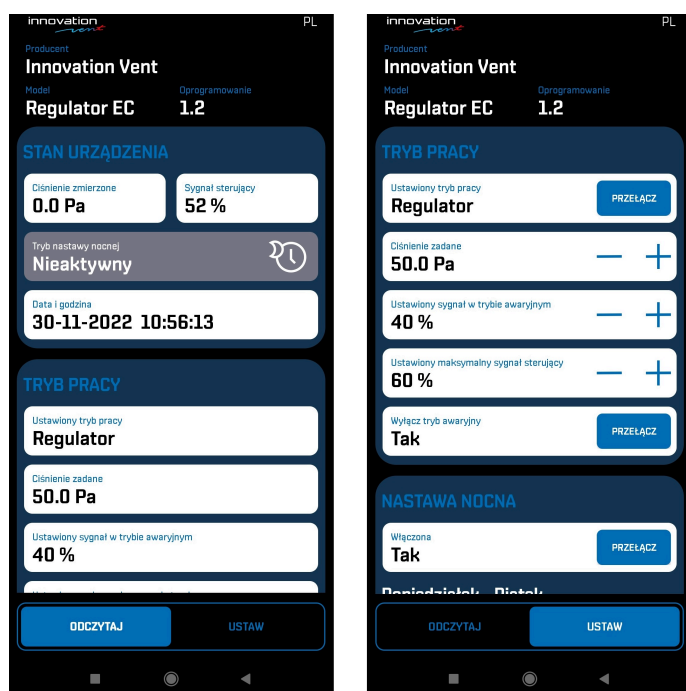 innovation
vent
PL
Producent
Innovation Vent
Model
Oprogramowanie
Regulator EC
1.2
STAN URZĄDZENIA
Ciśnienie zmierzone
0.0 Pa
Sygnał sterujący
52 %
Tryb nastawy nocnej
Nieaktywny
Data i godzina
30-11-2022 10:56:13
TRYB PRACY
Ustawiony tryb pracy
Regulator
Ciśnienie zadane
50.0 Pa
Ustawiony sygnał w trybie awaryjnym
40 %
ODCZYTAJ
USTAW
innovation
vent
PL
Producent
Innovation Vent
Model
Oprogramowanie
Regulator EC
1.2
TRYB PRACY
Ustawiony tryb pracy
Regulator
PRZEŁĄCZ
Ciśnienie zadane
50.0 Pa
Ustawiony sygnał w trybie awaryjnym
40 %
Ustawiony maksymalny sygnał sterujący
60 %
Wyłącz tryb awaryjny
Tak
PRZEŁĄCZ
NASTAWA NOCNA
Włączona
Tak
PRZEŁĄCZ
Poniedziałek - Piątek
ODCZYTAJ
USTAW